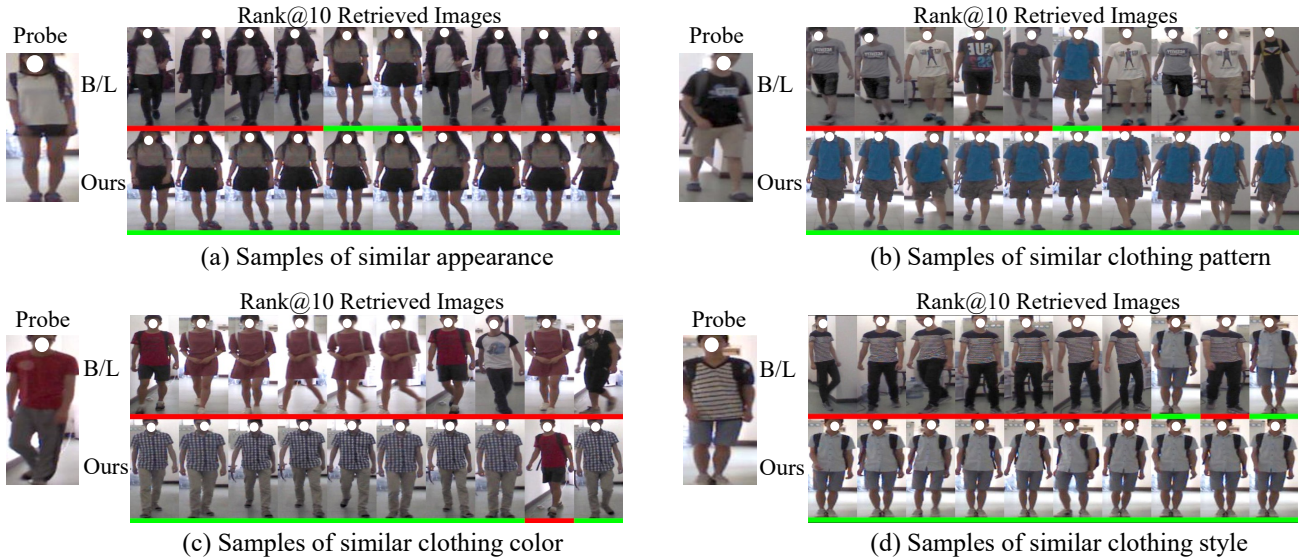 Rank@10 Retrieved Images
Probe
B/L
Ours
(a) Samples of similar appearance
Rank@10 Retrieved Images
Probe
B/L
Ours
(b) Samples of similar clothing pattern
Rank@10 Retrieved Images
Probe
B/L
Ours
(c) Samples of similar clothing color
Rank@10 Retrieved Images
Probe
B/L
Ours
(d) Samples of similar clothing style